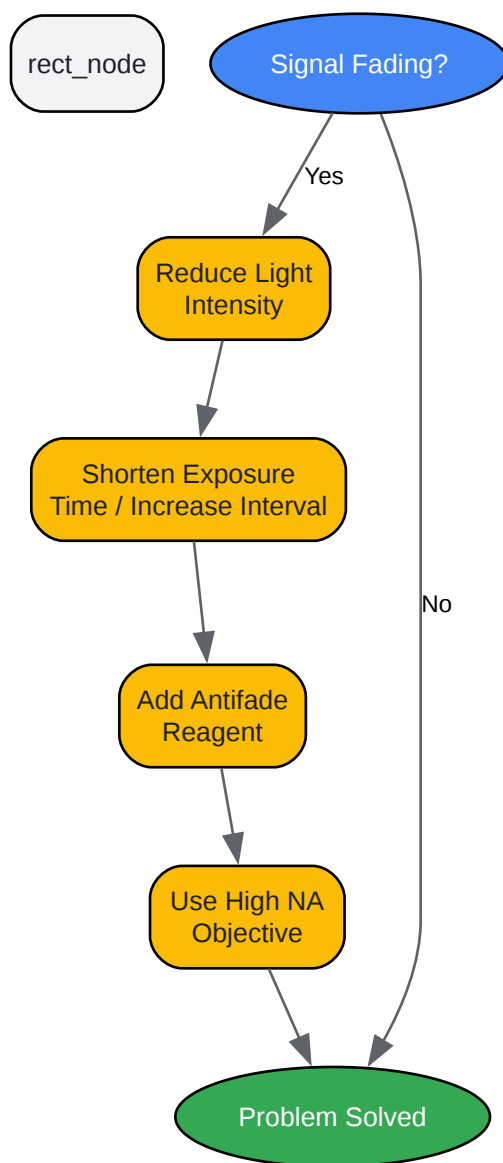 rect_node
Signal Fading?
Yes
Reduce Light
Intensity
Shorten Exposure
Time / Increase Interval
No
Add Antifade
Reagent
Use High NA
Objective
Problem Solved